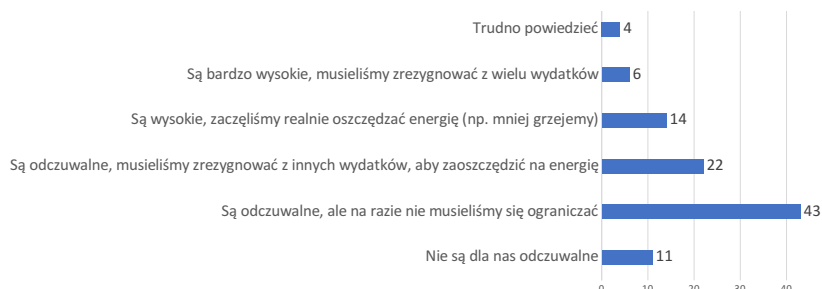 Trudno powiedzieć 4
Są bardzo wysokie, musieliśmy zrezygnować z wielu wydatków 6
Są wysokie, zaczęliśmy realnie oszczędzać energię (np. mniej grzejemy) 14
Są odczuwalne, musieliśmy zrezygnować z innych wydatków, aby zaoszczędzić na energię 22
Są odczuwalne, ale na razie nie musieliśmy się ograniczać 43
Nie są dla nas odczuwalne 11
0 10 20 30 40